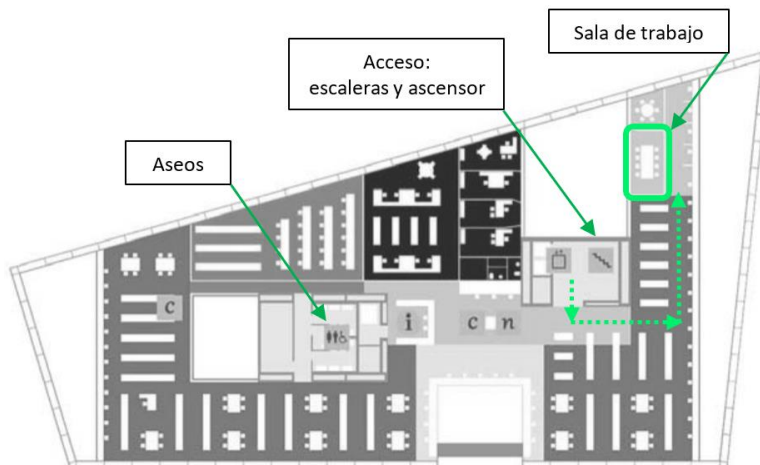 Sala de trabajo
Acceso:
escaleras y ascensor
Aseos
c
i
c n